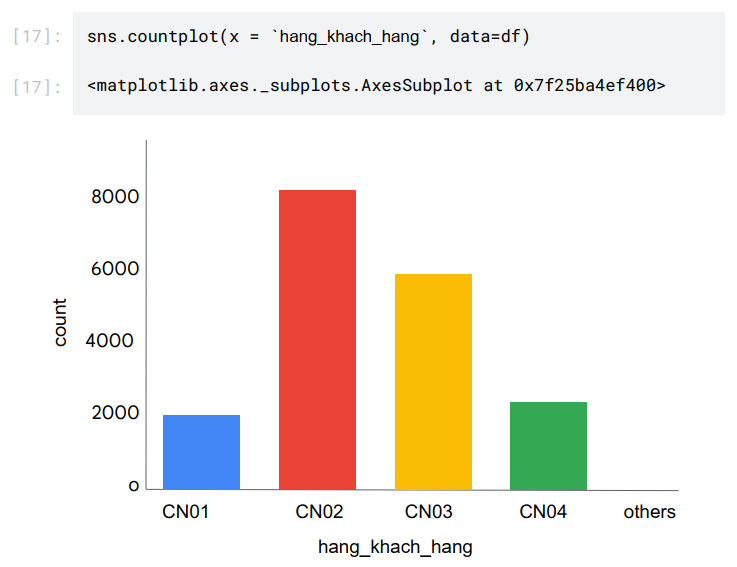 [17]: sns.countplot(x = `hang_khach_hang`, data=df)
[17]: <matplotlib.axes._subplots.AxesSubplot at 0x7f25ba4ef400>
8000
6000
4000
2000
0
count
CN01 CN02 CN03 CN04 others
hang_khach_hang